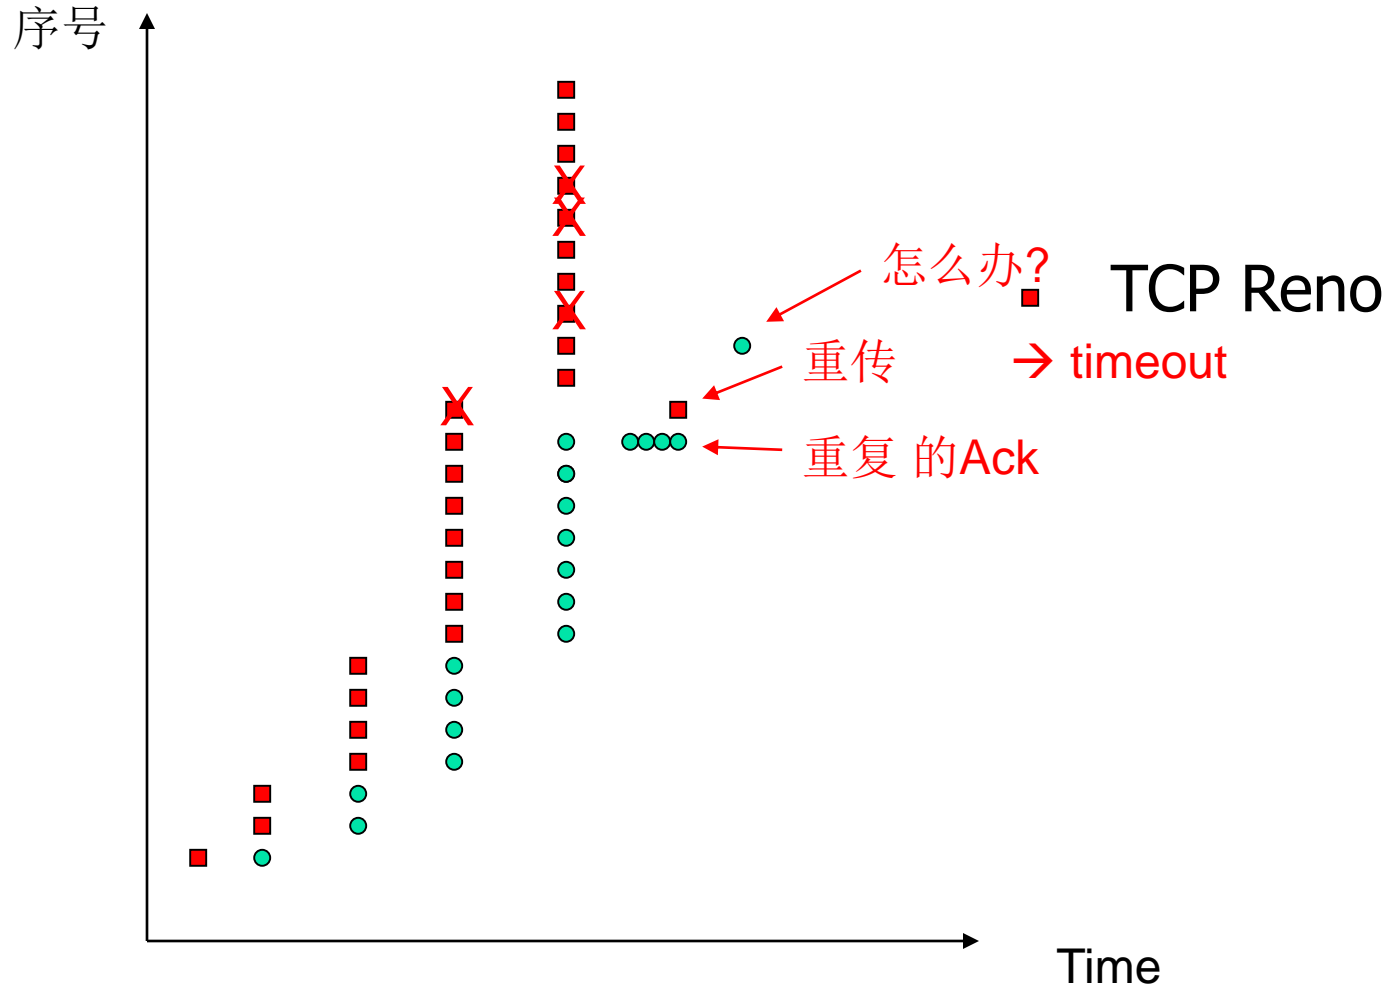 序号
怎么办?
TCP Reno
重传
→ timeout
重复 的Ack
X
X
X
X
Time